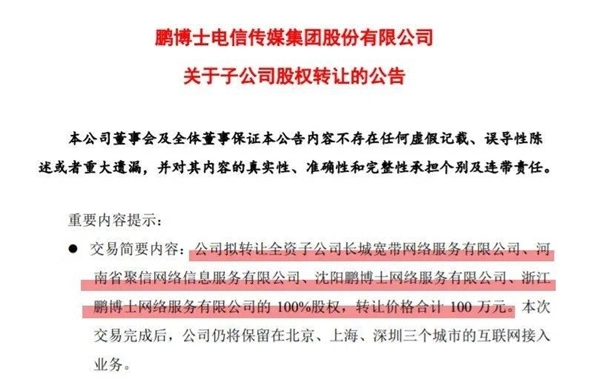 鹏博士电信传媒集团股份有限公司
关于子公司股权转让的公告
本公司董事会及全体董事保证本公告内容不存在任何虚假记载、误导性陈
述或者重大遗漏，并对其内容的真实性、准确性和完整性承担个别及连带责任。
重要内容提示：
● 交易简要内容：公司拟转让全资子公司长城宽带网络服务有限公司、河
南省聚信网络信息服务有限公司、沈阳鹏博士网络服务有限公司、浙江
鹏博士网络服务有限公司的 100%股权，转让价格合计 100 万元。本次
交易完成后，公司仍将保留在北京、上海、深圳三个城市的互联网接入
业务。